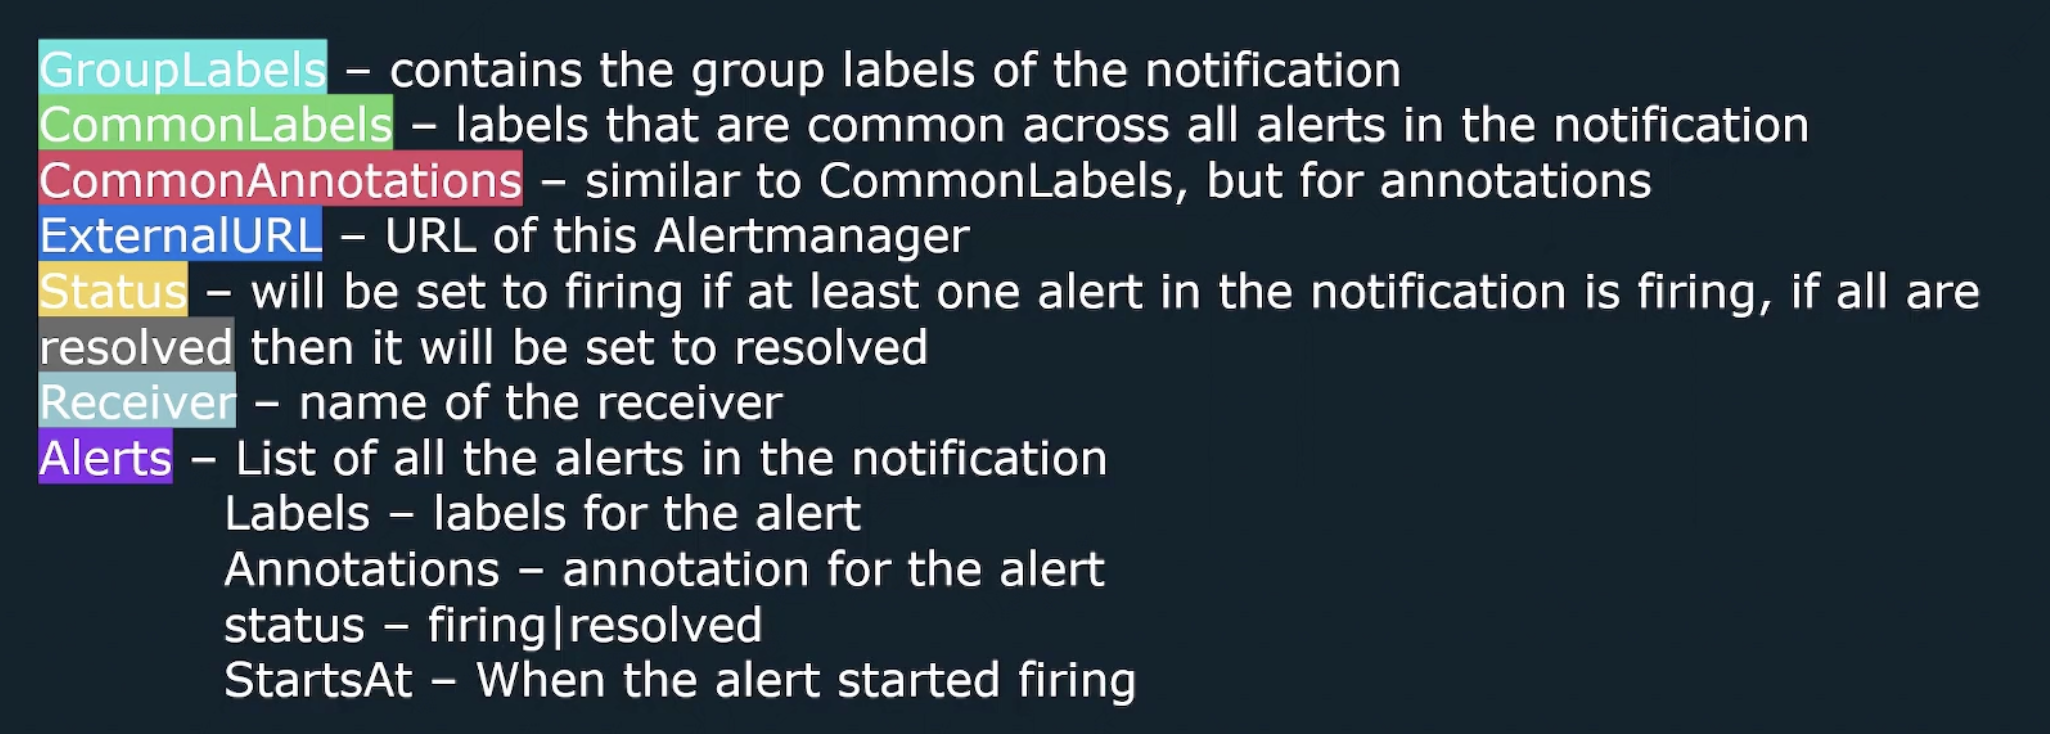 GroupLabels – contains the group labels of the notification
CommonLabels – labels that are common across all alerts in the notification
CommonAnnotations – similar to CommonLabels, but for annotations
ExternalURL – URL of this Alertmanager
Status – will be set to firing if at least one alert in the notification is firing, if all are
resolved then it will be set to resolved
Receiver – name of the receiver
Alerts – List of all the alerts in the notification
Labels – labels for the alert
Annotations – annotation for the alert
status – firing|resolved
StartsAt – When the alert started firing